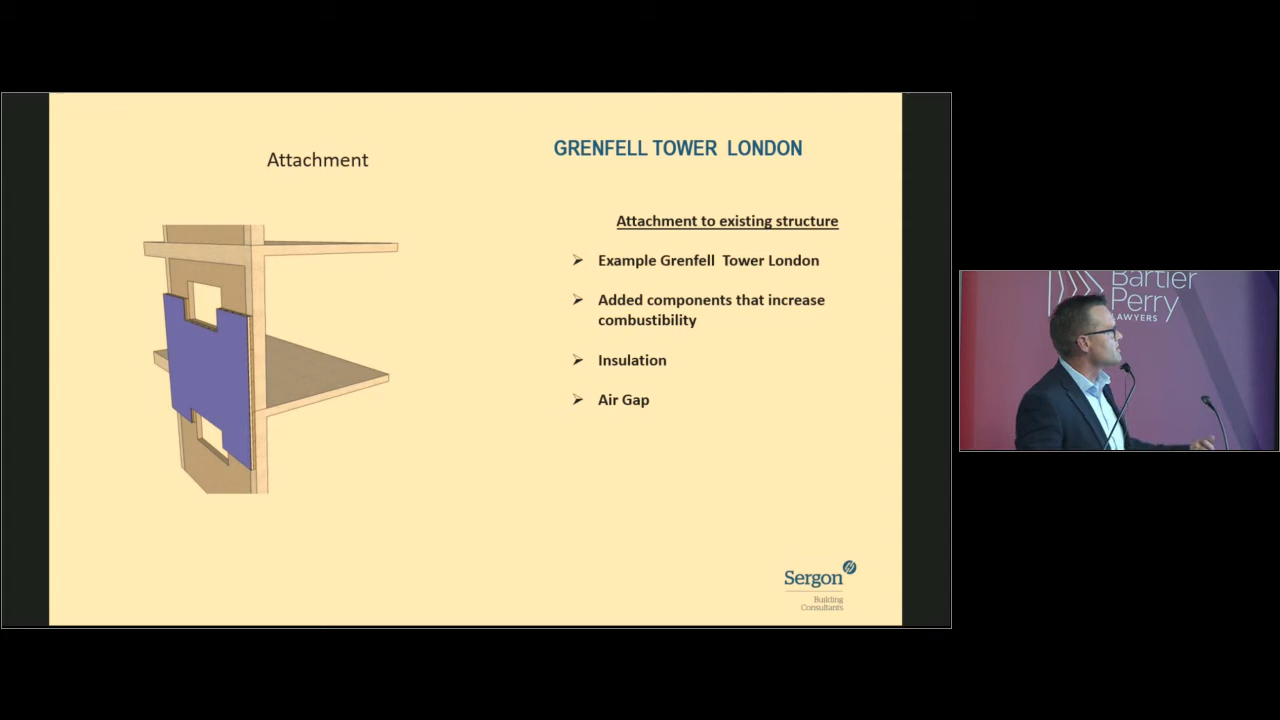 Attachment
GRENFELL TOWER LONDON
Attachment to existing structure
➢ Example Grenfell Tower London
➢ Added components that increase
combustibility
➢ Insulation
➢ Air Gap
Sergon
Building
Consultants
Bartier
Perry
LAWYERS